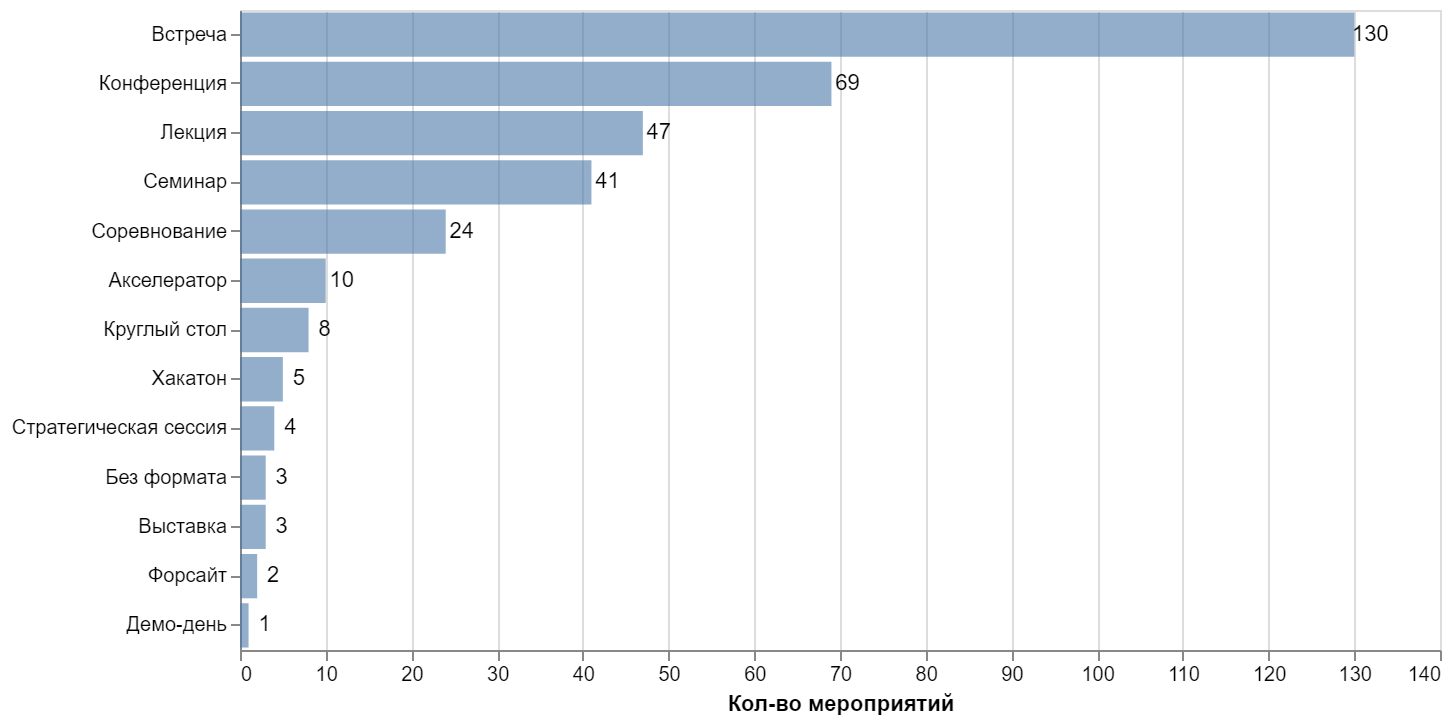 Встреча 130
Конференция 69
Лекция 47
Семинар 41
Соревнование 24
Акселератор 10
Круглый стол 8
Хакатон 5
Стратегическая сессия 4
Без формата 3
Выставка 3
Форсайт 2
Демо-день 1
0 10 20 30 40 50 60 70 80 90 100 110 120 130 140
Кол-во мероприятий